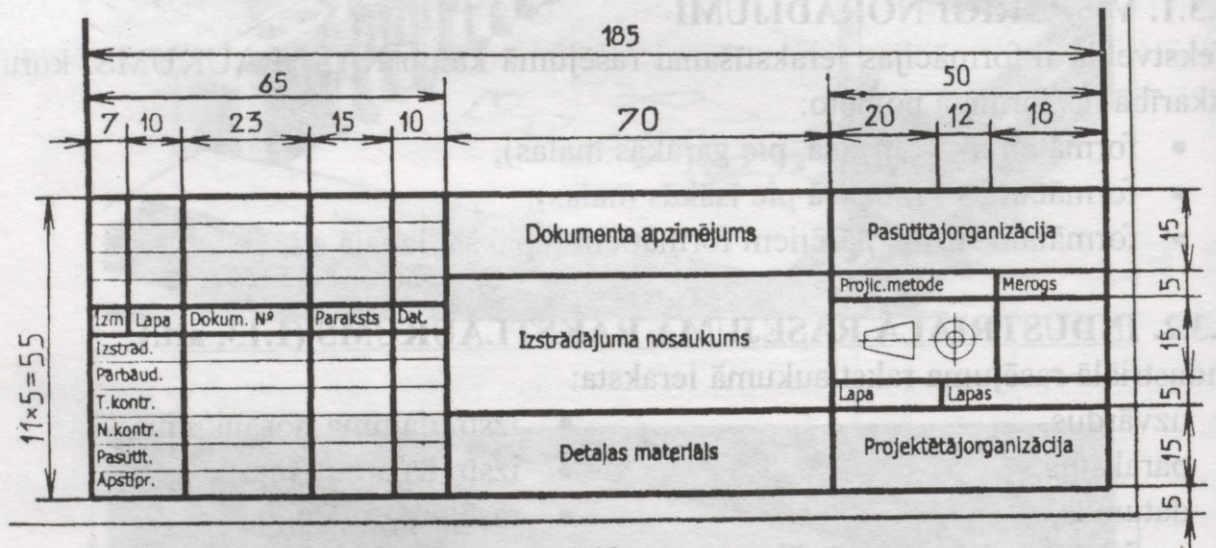 185
65
50
7 10 23 15 10 70 20 12 18
Dokumenta apzīmējums
Pasūtītājorganizācija
15
Projic.metode Merogs
5
Izm Lapa Dokum. Nº Paraksts Dat.
Izstrādājuma nosaukums
15
Izstrād.
Pārbaud.
T.kontr.
N.kontr.
Pasūtīt.
Apstipr.
11×5=55
Lapa Lapas
5
Detaļas materiāls
Projektētājorganizācija
15
5